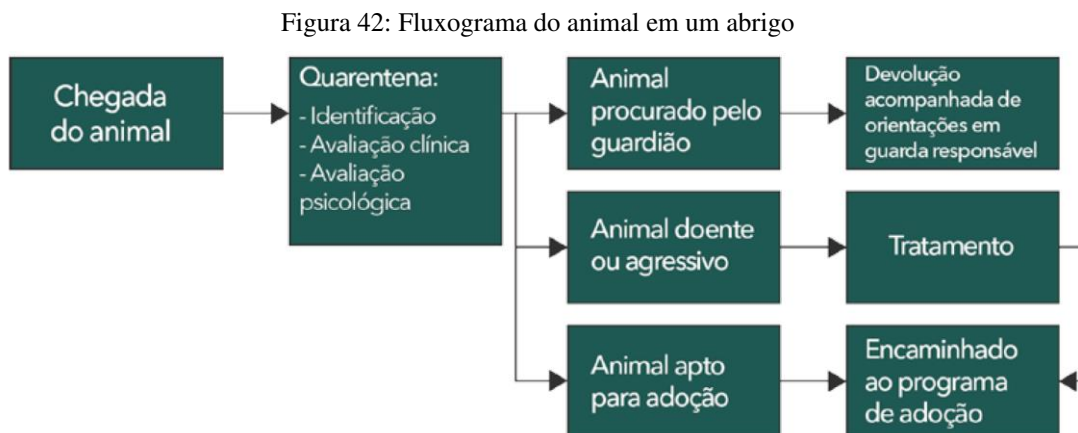 Figura 42: Fluxograma do animal em um abrigo
Chegada
do animal
Quarentena:
- Identificação
- Avaliação clínica
- Avaliação
psicológica
Animal
procurado pelo
guardião
Devolução
acompanhada de
orientações em
guarda responsável
Animal doente
ou agressivo
Tratamento
Animal apto
para adoção
Encaminhado
ao programa
de adoção